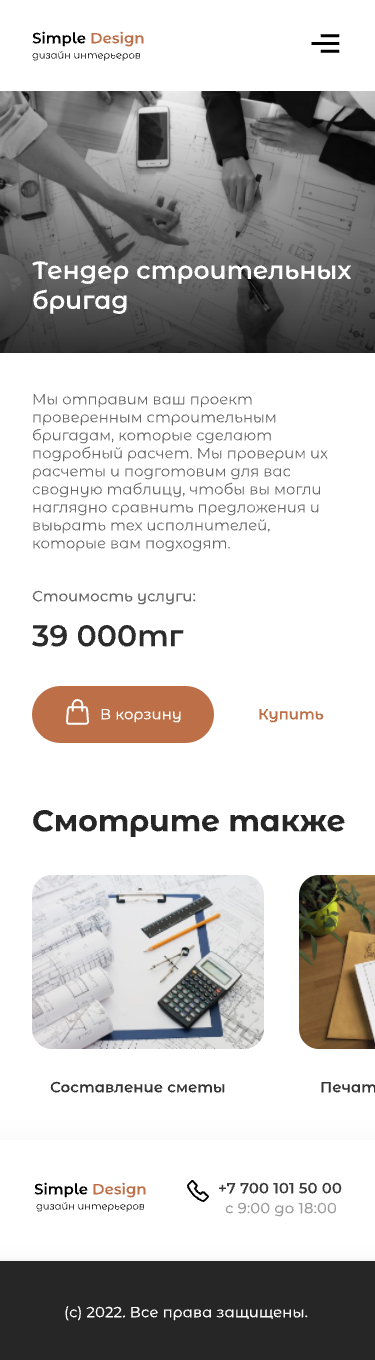 Simple Design
дизайн интерьеров
Тендер строительных
бригад
Мы отправим ваш проект
проверенным строительным
бригадам, которые сделают
подробный расчет. Мы проверим их
расчеты и подготовим для вас
сводную таблицу, чтобы вы могли
наглядно сравнить предложения и
выьрать тех исполнителей,
которые вам подходят.
Стоимость услуги:
39 000тг
В корзину
Купить
Смотрите также
Составление сметы
Печат
Simple Design
дизайн интерьеров
+7 700 101 50 00
с 9:00 до 18:00
(с) 2022. Все права защищены.